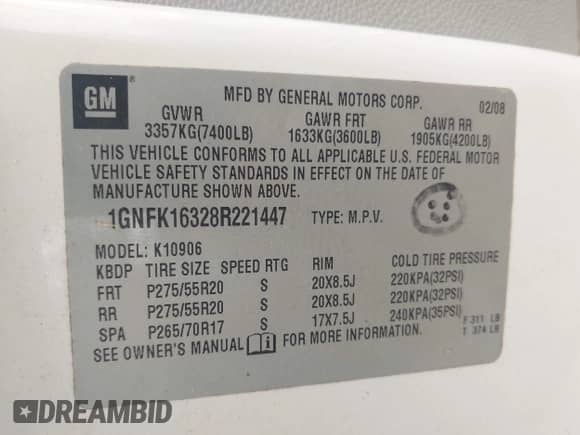 GM ®
MFD BY GENERAL MOTORS CORP. 02/08
GVWR GAWR FRT GAWR RR
3357KG(7400LB) 1633KG(3600LB) 1905KG(4200LB)
THIS VEHICLE CONFORMS TO ALL APPLICABLE U.S. FEDERAL MOTOR
VEHICLE SAFETY STANDARDS IN EFFECT ON THE DATE OF
MANUFACTURE SHOWN ABOVE.
1GNFK16328R221447 TYPE: M.P.V.
MODEL: K10906
KBDP TIRE SIZE SPEED RTG RIM COLD TIRE PRESSURE
FRT P275/55R20 S 20X8.5J 220KPA(32PSI)
RR P275/55R20 S 20X8.5J 220KPA(32PSI)
SPA P265/70R17 S 17X7.5J 240KPA(35PSI)
F 311 LB
T 374 LB
SEE OWNER'S MANUAL i FOR MORE INFORMATION.
DREAMBID